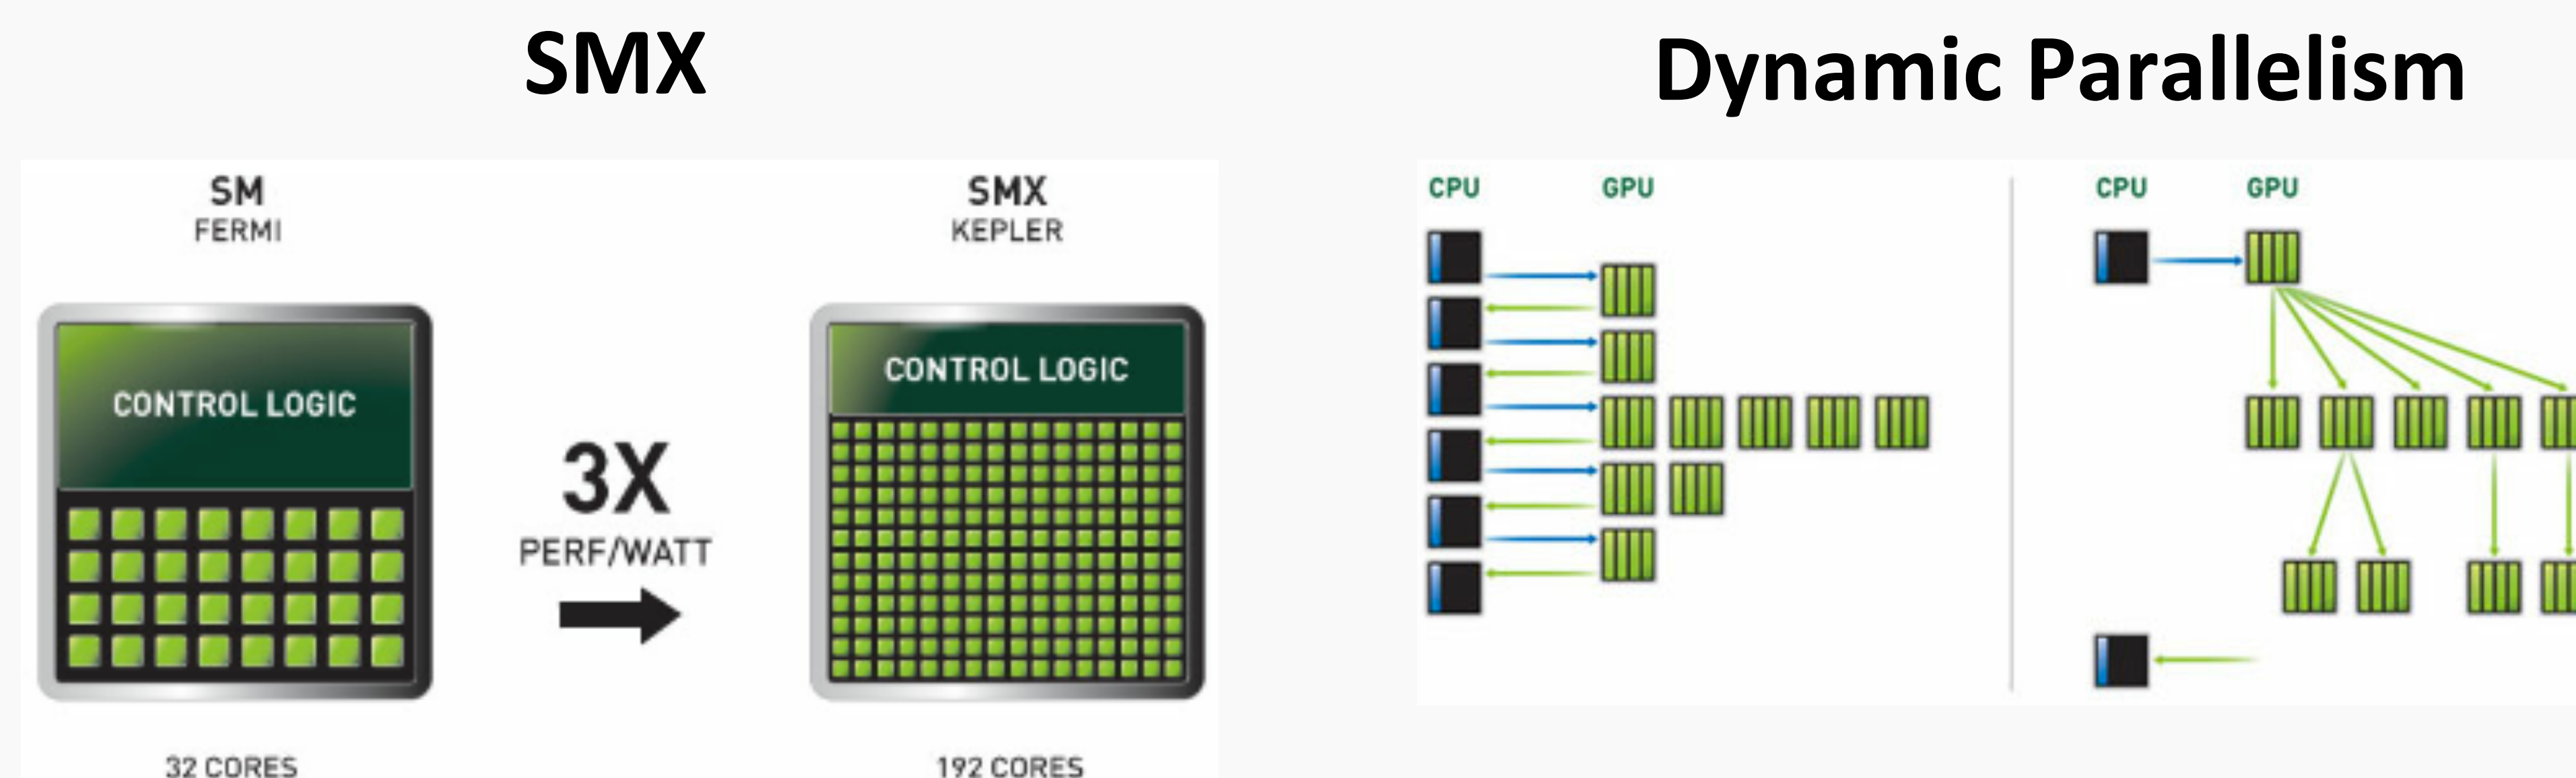 SMX
SM
FERMI
CONTROL LOGIC
32 CORES
3X
PERF/WATT
SMX
KEPLER
CONTROL LOGIC
192 CORES
Dynamic Parallelism
CPU
GPU
CPU
GPU